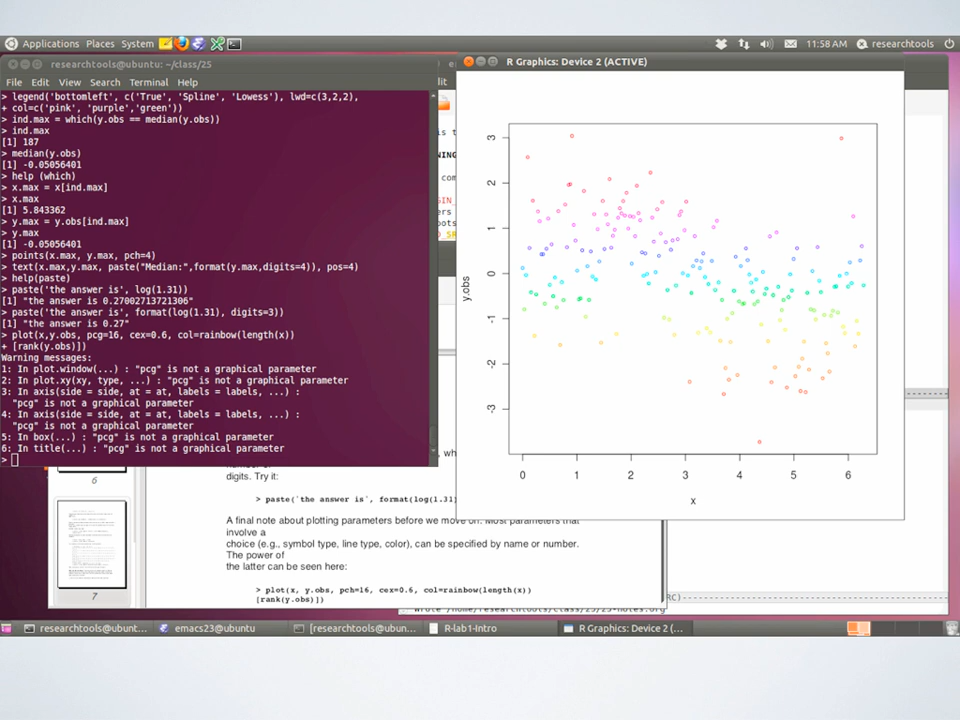 Applications Places System
11:58 AM researchtools
researchtools@ubuntu: ~/class/25
File Edit View Search Terminal Help
> legend('bottomleft', c('True', 'Spline', 'Lowess'), lwd=c(3,2,2),
+ col=c('pink', 'purple','green'))
> ind.max = which(y.obs == median(y.obs))
> ind.max
[1] 187
> median(y.obs)
[1] -0.05056401
> help (which)
> x.max = x[ind.max]
> x.max
[1] 5.843362
> y.max = y.obs[ind.max]
> y.max
[1] -0.05056401
> points(x.max, y.max, pch=4)
> text(x.max,y.max, paste("Median:",format(y.max,digits=4)), pos=4)
> help(paste)
> paste('the answer is', log(1.31))
[1] "the answer is 0.27002713721306"
> paste('the answer is', format(log(1.31), digits=3))
[1] "the answer is 0.27"
> plot(x,y.obs, pcg=16, cex=0.6, col=rainbow(length(x))
+ [rank(y.obs)])
Warning messages:
1: In plot.window(...) : "pcg" is not a graphical parameter
2: In plot.xy(xy, type, ...) : "pcg" is not a graphical parameter
3: In axis(side = side, at = at, labels = labels, ...) :
"pcg" is not a graphical parameter
4: In axis(side = side, at = at, labels = labels, ...) :
"pcg" is not a graphical parameter
5: In box(...) : "pcg" is not a graphical parameter
6: In title(...) : "pcg" is not a graphical parameter
>
R Graphics: Device 2 (ACTIVE)
3
2
1
0
-1
-2
-3
y.obs
0 1 2 3 4 5 6
x
6
7
digits. Try it:
> paste('the answer is', format(log(1.31)
A final note about plotting parameters before we move on. Most parameters that
involve a
choice (e.g., symbol type, line type, color), can be specified by name or number.
The power of
the latter can be seen here:
> plot(x, y.obs, pch=16, cex=0.6, col=rainbow(length(x))
[rank(y.obs)])
Wrote /home/researchtools/class/25/25-notes.org
researchtools@ubunt... emacs23@ubuntu [researchtools@ubun... R-lab1-Intro R Graphics: Device 2 (...